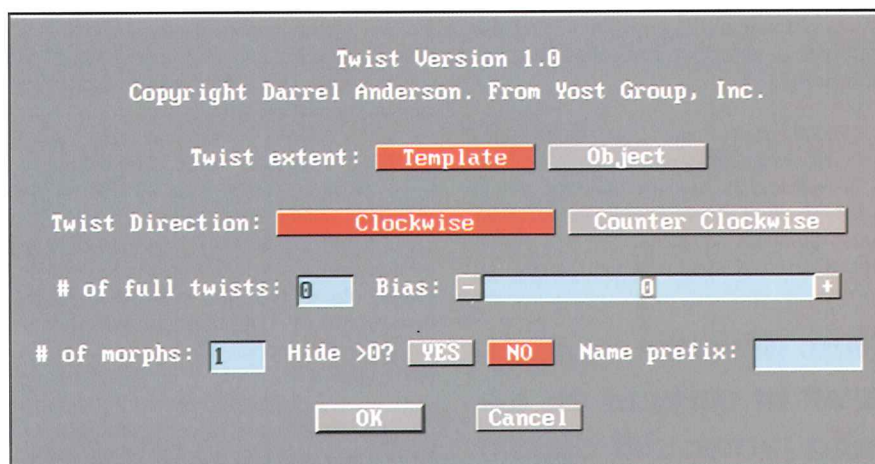 Twist Version 1.0
Copyright Darrel Anderson. From Yost Group, Inc.
Twist extent: Template Object
Twist Direction: Clockwise Counter Clockwise
# of full twists: 0 Bias: - 0 +
# of morphs: 1 Hide >0? YES NO Name prefix:
OK Cancel